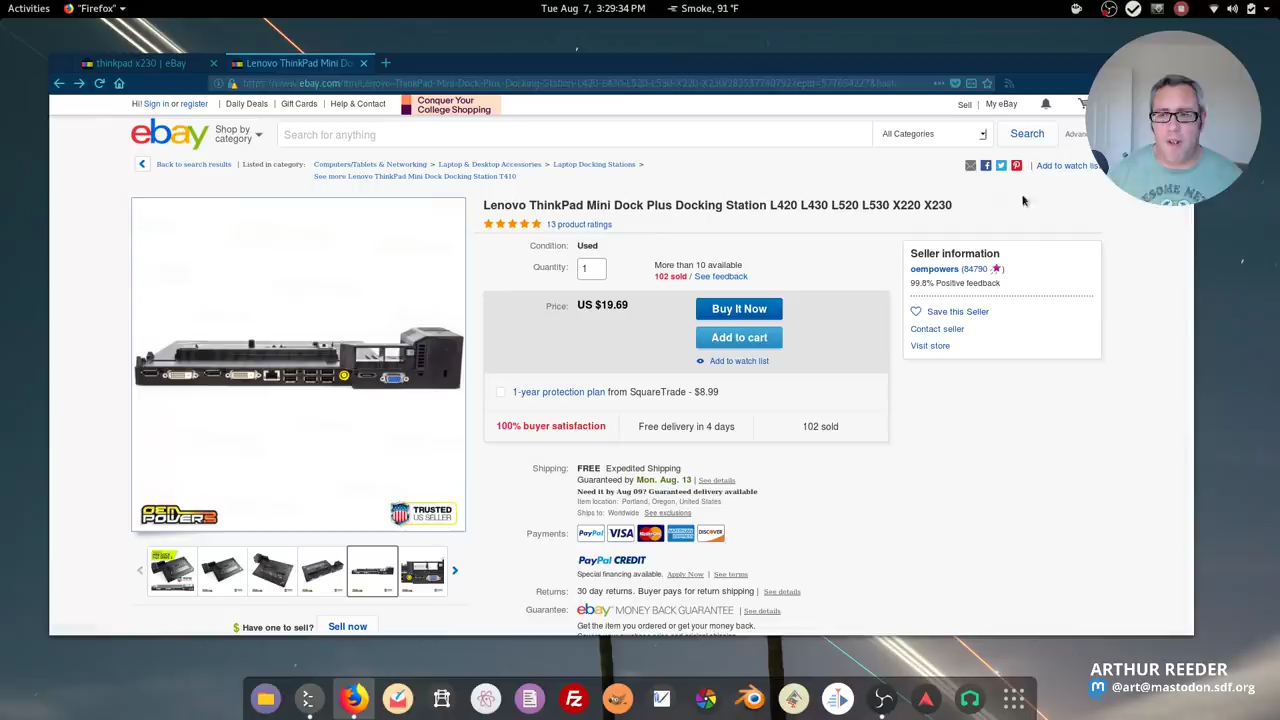 Activities "Firefox" Tue Aug 7, 3:29:34 PM Smoke, 91 °F
thinkpad x230 | eBay Lenovo ThinkPad Mini Do
Hi! Sign in or register Daily Deals Gift Cards Help & Contact Conquer Your College Shopping Sell My eBay
ebay Shop by category Search for anything All Categories Search
Back to search results Listed in category: Computers/Tablets & Networking > Laptop & Desktop Accessories > Laptop Docking Stations >
See more Lenovo ThinkPad Mini Dock Docking Station T410
Add to watch list
Lenovo ThinkPad Mini Dock Plus Docking Station L420 L430 L520 L530 X220 X230
13 product ratings
Condition: Used
Quantity: 1 More than 10 available
102 sold / See feedback
Price: US $19.69 Buy It Now
Add to cart
Add to watch list
1-year protection plan from SquareTrade - $8.99
100% buyer satisfaction Free delivery in 4 days 102 sold
Seller information
oempowers (84790)
99.8% Positive feedback
Save this Seller
Contact seller
Visit store
Shipping: FREE Expedited Shipping
Guaranteed by Mon. Aug. 13 | See details
Need it by Aug 09? Guaranteed delivery available
Item location: Portland, Oregon, United States
Ships to: Worldwide See exclusions
Payments: PayPal VISA MasterCard DISCOVER
PayPal CREDIT
Special financing available. Apply Now | See terms
Returns: 30 day returns. Buyer pays for return shipping | See details
Guarantee: ebay MONEY BACK GUARANTEE | See details
Get the item you ordered or get your money back.
OEM POWERS
TRUSTED US SELLER
Have one to sell? Sell now
ARTHUR REEDER
@art@mastodon.sdf.org